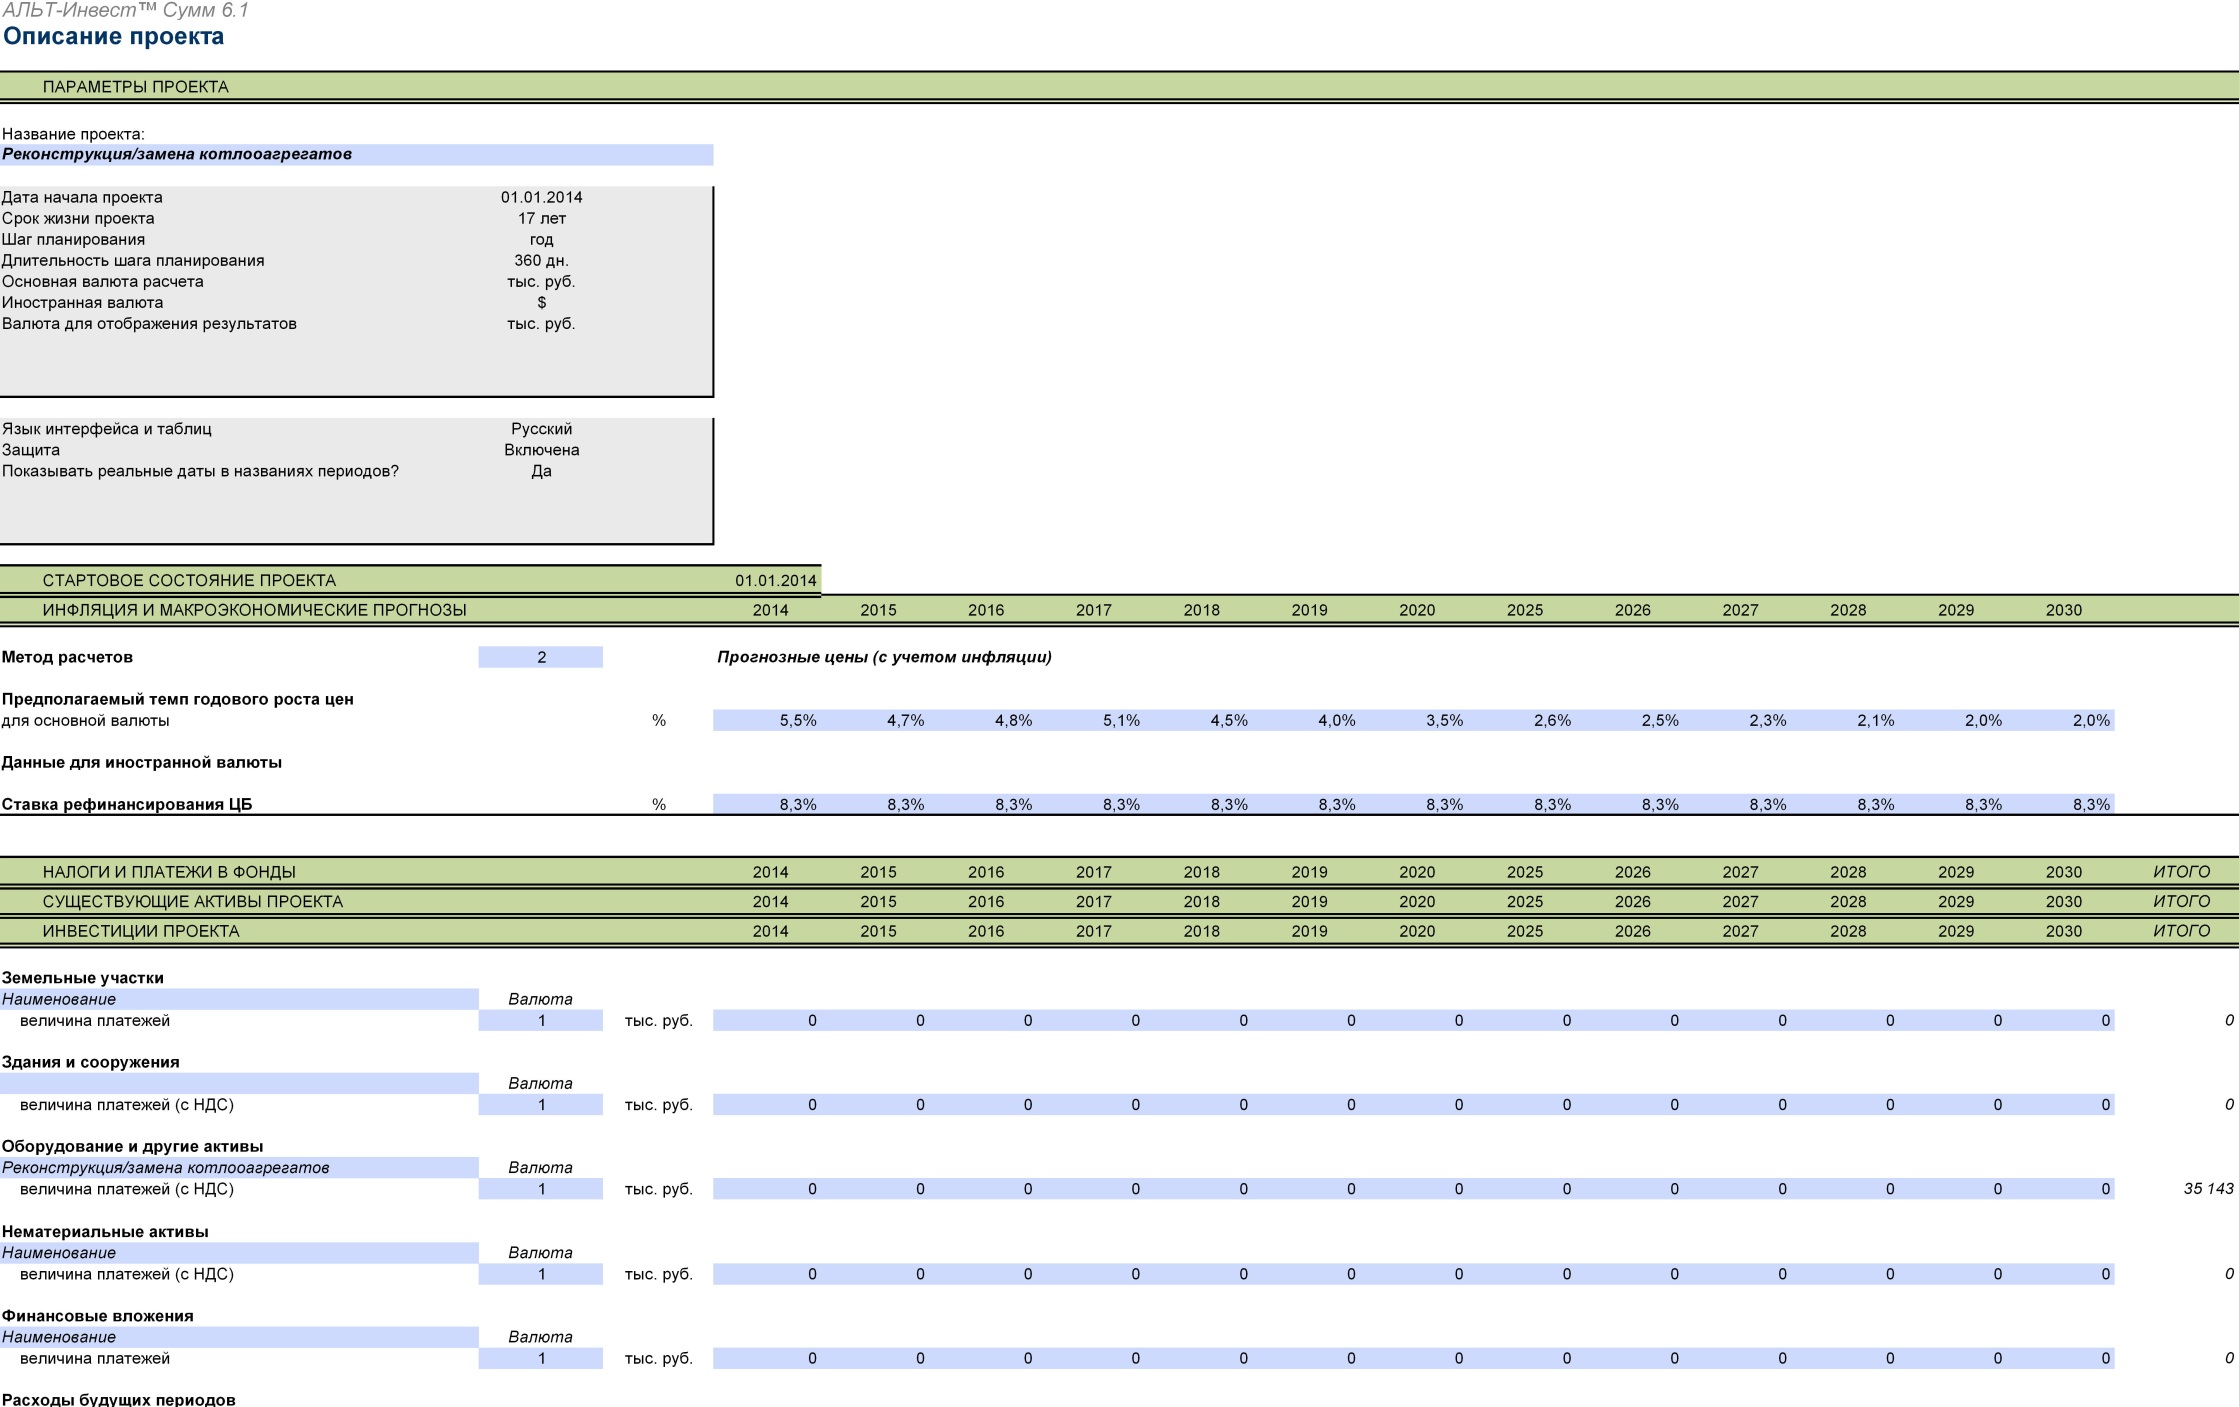 АЛЬТ-Инвест™ Сумм 6.1
Описание проекта
ПАРАМЕТРЫ ПРОЕКТА
Название проекта:
Реконструкция/замена котлооагрегатов
Дата начала проекта 01.01.2014
Срок жизни проекта 17 лет
Шаг планирования год
Длительность шага планирования 360 дн.
Основная валюта расчета тыс. руб.
Иностранная валюта $
Валюта для отображения результатов тыс. руб.
Язык интерфейса и таблиц Русский
Защита Включена
Показывать реальные даты в названиях периодов? Да
СТАРТОВОЕ СОСТОЯНИЕ ПРОЕКТА 01.01.2014
ИНФЛЯЦИЯ И МАКРОЭКОНОМИЧЕСКИЕ ПРОГНОЗЫ 2014 2015 2016 2017 2018 2019 2020 2025 2026 2027 2028 2029 2030
Метод расчетов 2 Прогнозные цены (с учетом инфляции)
Предполагаемый темп годового роста цен
для основной валюты % 5,5% 4,7% 4,8% 5,1% 4,5% 4,0% 3,5% 2,6% 2,5% 2,3% 2,1% 2,0% 2,0%
Данные для иностранной валюты
Ставка рефинансирования ЦБ % 8,3% 8,3% 8,3% 8,3% 8,3% 8,3% 8,3% 8,3% 8,3% 8,3% 8,3% 8,3% 8,3%
НАЛОГИ И ПЛАТЕЖИ В ФОНДЫ 2014 2015 2016 2017 2018 2019 2020 2025 2026 2027 2028 2029 2030 ИТОГО
СУЩЕСТВУЮЩИЕ АКТИВЫ ПРОЕКТА 2014 2015 2016 2017 2018 2019 2020 2025 2026 2027 2028 2029 2030 ИТОГО
ИНВЕСТИЦИИ ПРОЕКТА 2014 2015 2016 2017 2018 2019 2020 2025 2026 2027 2028 2029 2030 ИТОГО
Земельные участки
Наименование Валюта
величина платежей 1 тыс. руб. 0 0 0 0 0 0 0 0 0 0 0 0 0 0
Здания и сооружения
Валюта
величина платежей (с НДС) 1 тыс. руб. 0 0 0 0 0 0 0 0 0 0 0 0 0 0
Оборудование и другие активы
Реконструкция/замена котлооагрегатов Валюта
величина платежей (с НДС) 1 тыс. руб. 0 0 0 0 0 0 0 0 0 0 0 0 0 35 143
Нематериальные активы
Наименование Валюта
величина платежей (с НДС) 1 тыс. руб. 0 0 0 0 0 0 0 0 0 0 0 0 0 0
Финансовые вложения
Наименование Валюта
величина платежей 1 тыс. руб. 0 0 0 0 0 0 0 0 0 0 0 0 0 0
Расходы будущих периодов